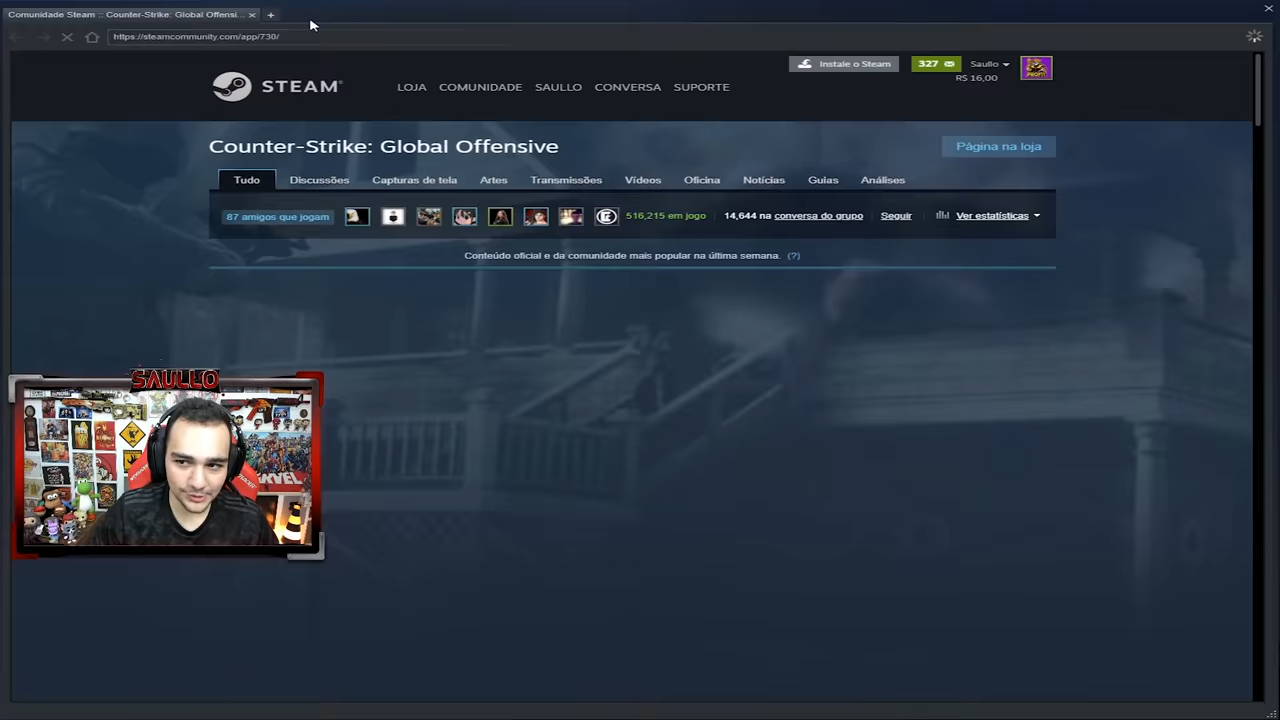 Comunidade Steam :: Counter-Strike: Global Offensi...
https://steamcommunity.com/app/730/
Instale o Steam
327
Saullo
R$ 16,00
STEAM
LOJA COMUNIDADE SAULLO CONVERSA SUPORTE
Counter-Strike: Global Offensive
Página na loja
Tudo Discussões Capturas de tela Artes Transmissões Vídeos Oficina Notícias Guias Análises
87 amigos que jogam 516,215 em jogo 14,644 na conversa do grupo Seguir Ver estatísticas
Conteúdo oficial e da comunidade mais popular na última semana. (?)
SAULLO